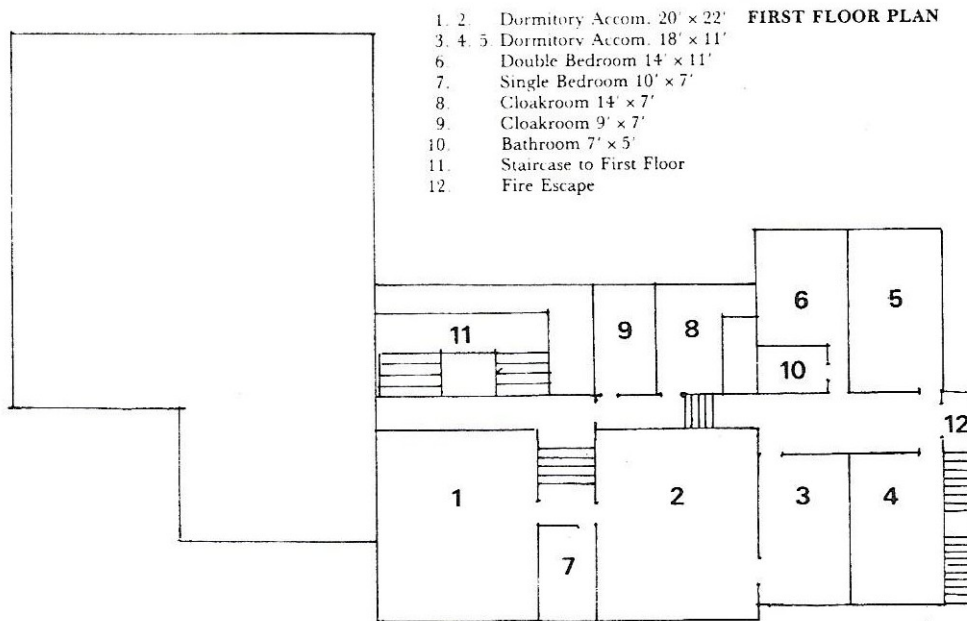 FIRST FLOOR PLAN
1. 2. Dormitory Accom. 20' × 22'
3. 4. 5. Dormitory Accom. 18' × 11'
6. Double Bedroom 14' × 11'
7. Single Bedroom 10' × 7'
8. Cloakroom 14' × 7'
9. Cloakroom 9' × 7'
10. Bathroom 7' × 5'
11. Staircase to First Floor
12. Fire Escape
6
5
11
9
8
10
12
1
2
3
4
7